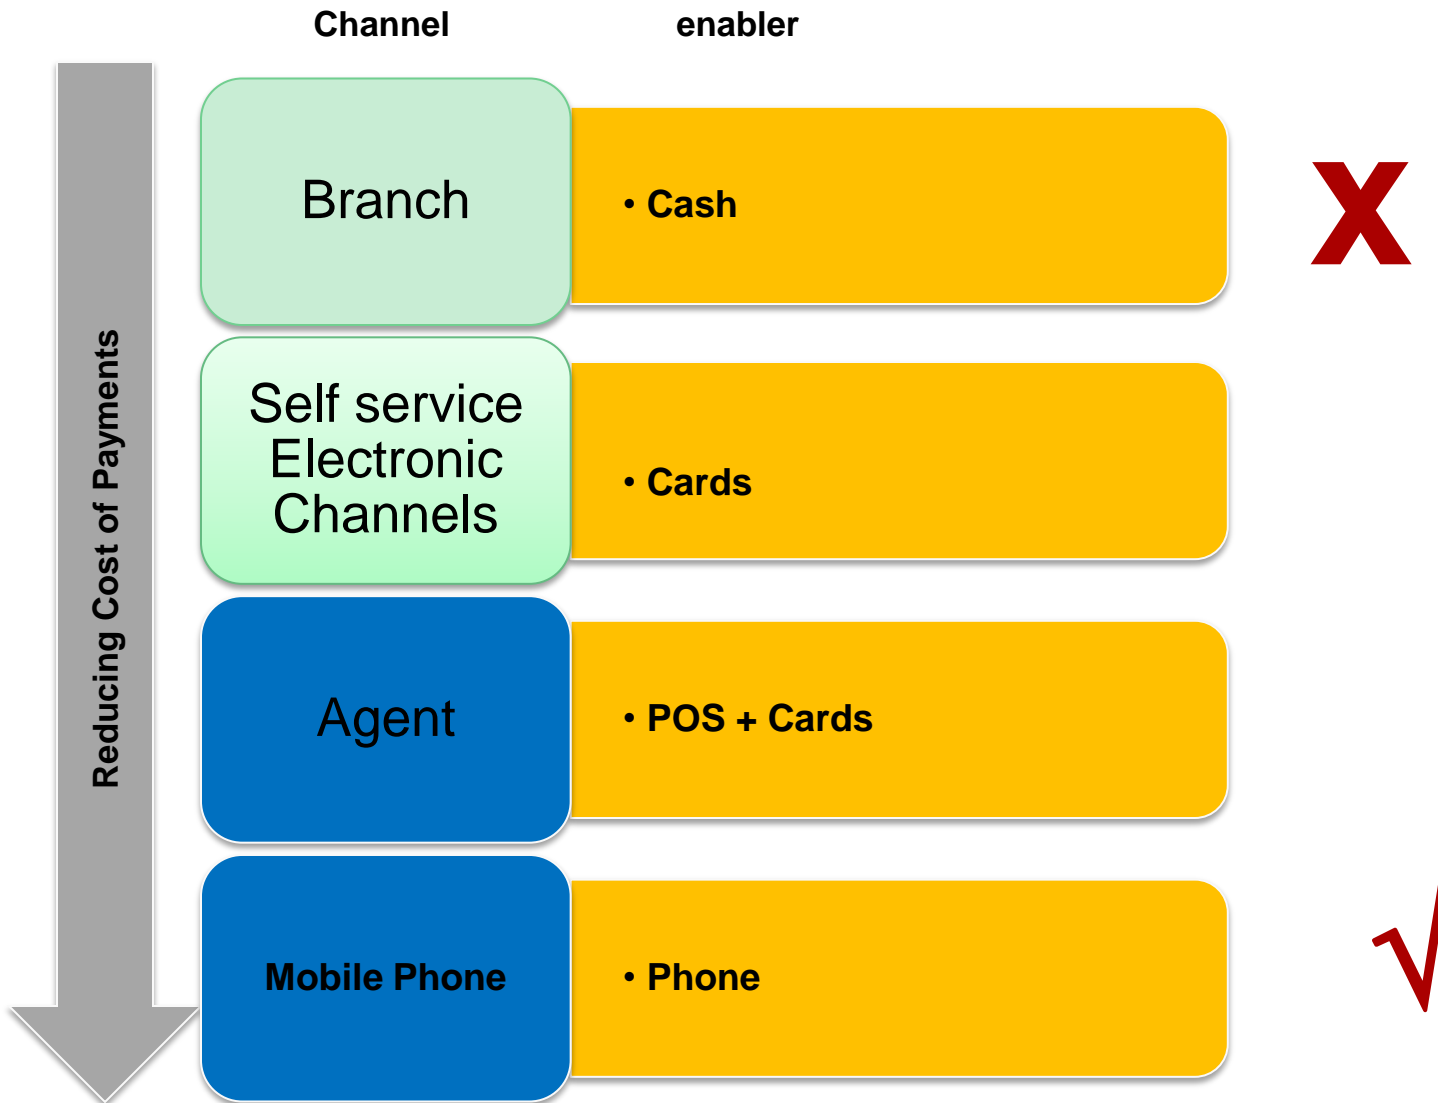 Channel enabler
Reducing Cost of Payments
Branch
• Cash
X
Self service
Electronic
Channels
• Cards
Agent
• POS + Cards
Mobile Phone
• Phone
√